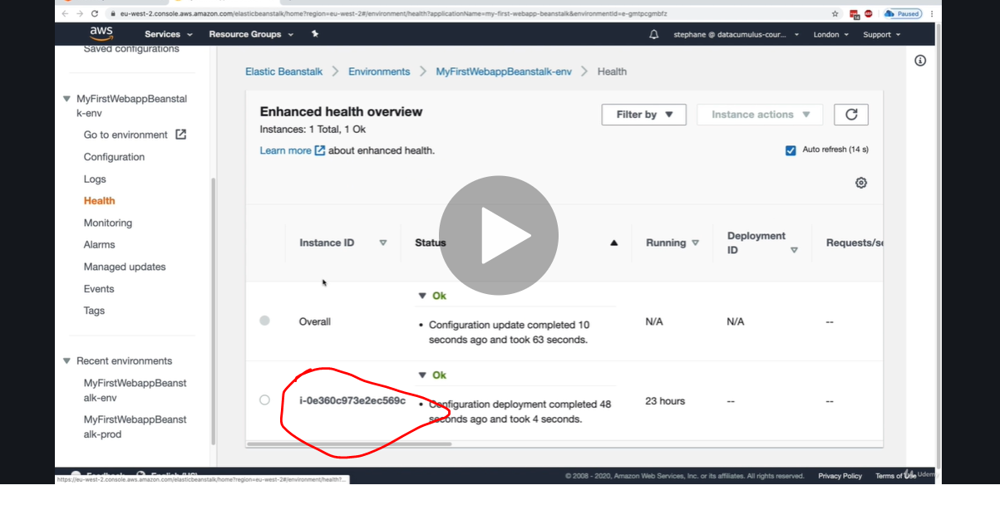 eu-west-2.console.aws.amazon.com/elasticbeanstalk/home?region=eu-west-2#/environment/health?applicationName=my-first-webapp-beanstalk&environmentId=e-gmtpcgmbfz
Paused
aws
Services
Resource Groups
stephane @ datacumulus-cour...
London
Support
Saved configurations
MyFirstWebappBeanstal
k-env
Go to environment
Configuration
Logs
Health
Monitoring
Alarms
Managed updates
Events
Tags
Recent environments
MyFirstWebappBeanst
alk-env
MyFirstWebappBeanst
alk-prod
Elastic Beanstalk
Environments
MyFirstWebappBeanstalk-env
Health
Enhanced health overview
Instances: 1 Total, 1 Ok
Learn more about enhanced health.
Filter by
Instance actions
Auto refresh (14 s)
Instance ID
Status
Running
Deployment
ID
Requests/se
Overall
Ok
Configuration update completed 10
seconds ago and took 63 seconds.
N/A
N/A
--
i-0e360c973e2ec569c
Ok
Configuration deployment completed 48
seconds ago and took 4 seconds.
23 hours
--
--
Feedback
English (US)
© 2008 - 2020, Amazon Web Services, Inc. or its affiliates. All rights reserved.
Privacy Policy
Terms of Use
Udemy
https://eu-west-2.console.aws.amazon.com/elasticbeanstalk/home?region=eu-west-2#/environment/health?...